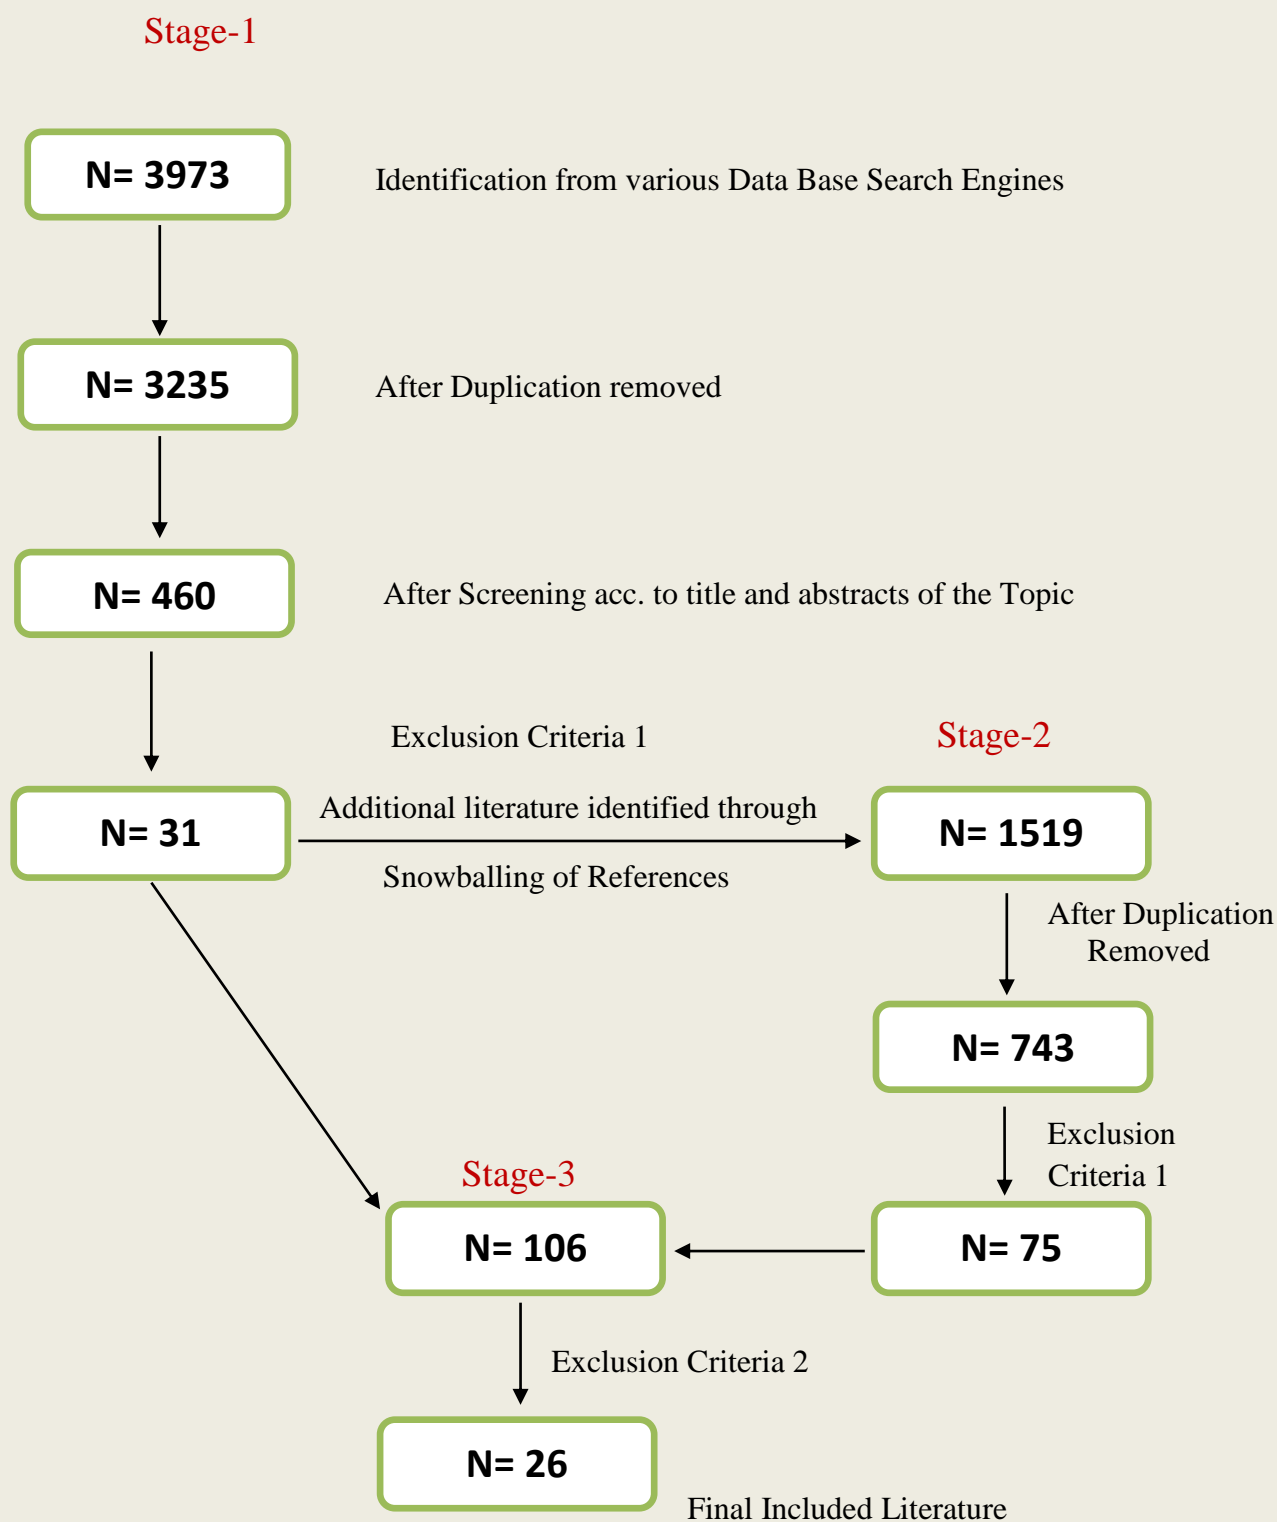 Stage-1
N= 3973
Identification from various Data Base Search Engines
N= 3235
After Duplication removed
N= 460
After Screening acc. to title and abstracts of the Topic
Exclusion Criteria 1
N= 31
Additional literature identified through
Snowballing of References
Stage-2
N= 1519
After Duplication
Removed
N= 743
Exclusion
Criteria 1
N= 75
Stage-3
N= 106
Exclusion Criteria 2
N= 26
Final Included Literature